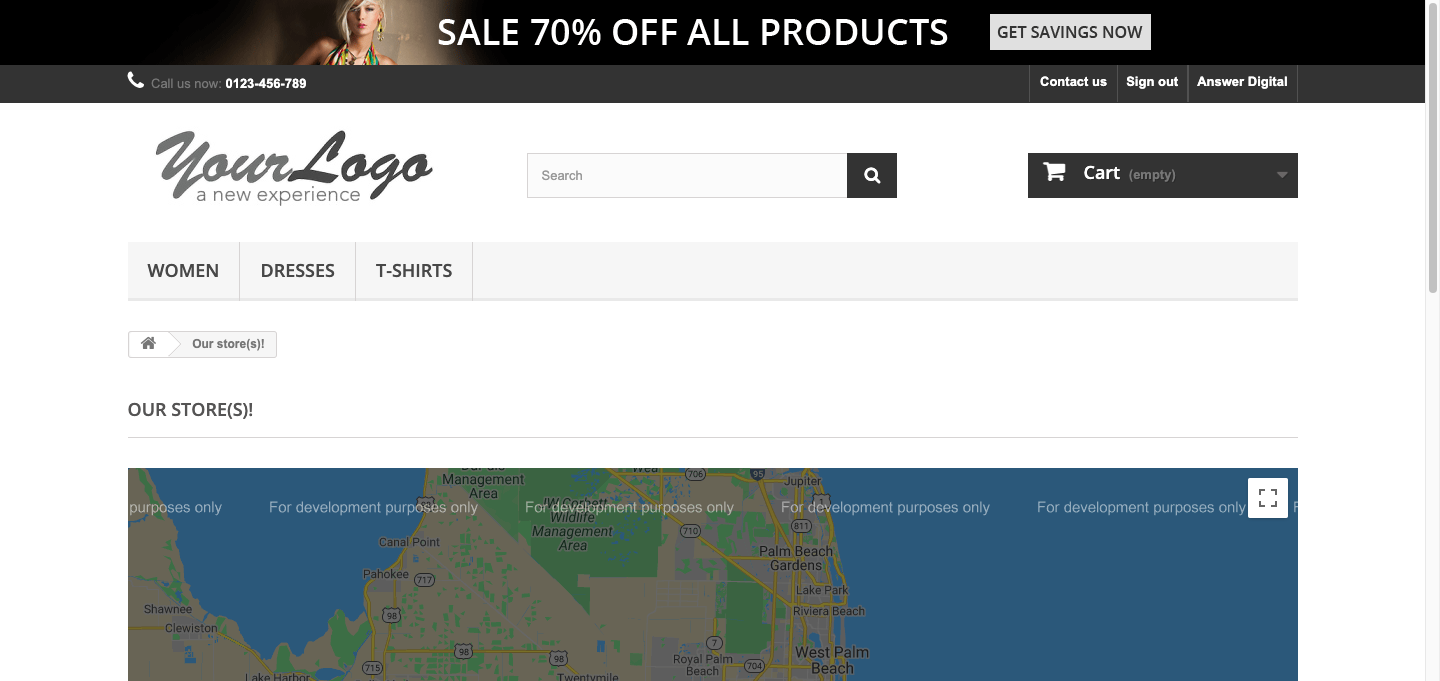 SALE 70% OFF ALL PRODUCTS
GET SAVINGS NOW
Call us now: 0123-456-789
Contact us
Sign out
Answer Digital
YourLogo
a new experience
Search
Cart (empty)
WOMEN
DRESSES
T-SHIRTS
Our store(s)!
OUR STORE(S)!
Management
Area
706
95
Jupiter
purposes only
For development purposes only
For development purposes only
For development purposes only
For development purposes only
1
JW Corbett
Wildlife
Management
Area
710
811
Canal Point
Palm Beach
Gardens
Pahokee
717
Lake Park
Shawnee
98
Riviera Beach
Clewiston
7
98
98
West Palm
Beach
Royal Palm
Beach
704
715
Lake Harbor
Twentymile